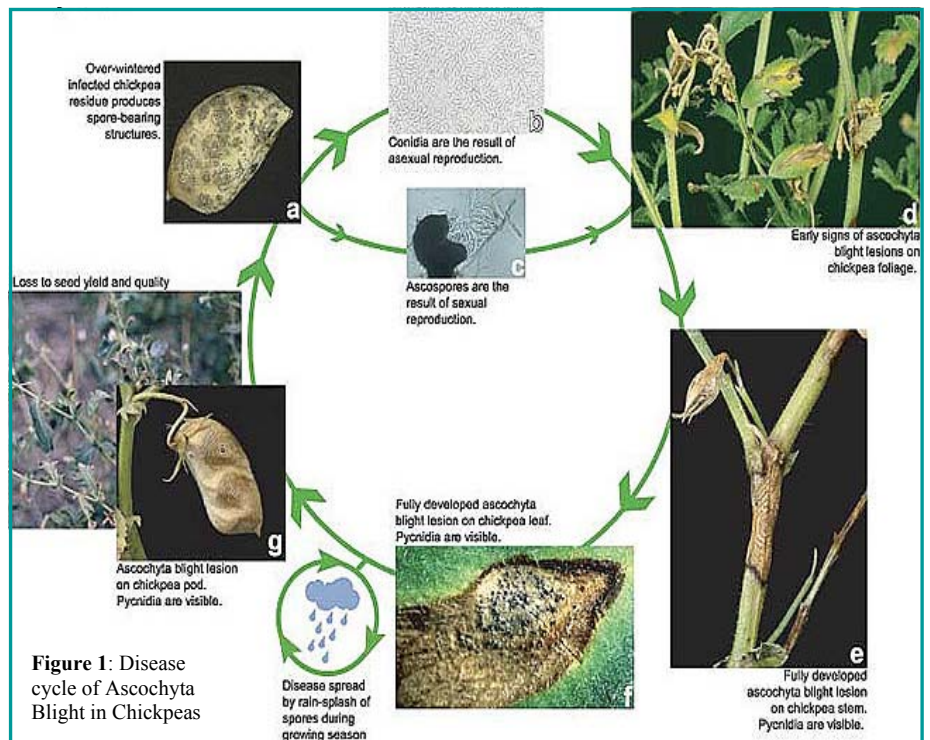 Over-wintered
infected chickpea
residue produces
spore-bearing
structures.
a
b
Conidia are the result of
asexual reproduction.
c
Ascospores are the
result of sexual
reproduction.
d
Early signs of ascochyta
blight lesions on
chickpea foliage.
e
Fully developed
ascochyta blight lesion
on chickpea stem.
Pycnidia are visible.
Fully developed ascochyta
blight lesion on chickpea leaf.
Pycnidia are visible.
f
Disease spread
by rain-splash of
spores during
growing season
Loss to seed yield and quality
g
Ascochyta blight lesion
on chickpea pod.
Pycnidia are visible.
Figure 1: Disease
cycle of Ascochyta
Blight in Chickpeas